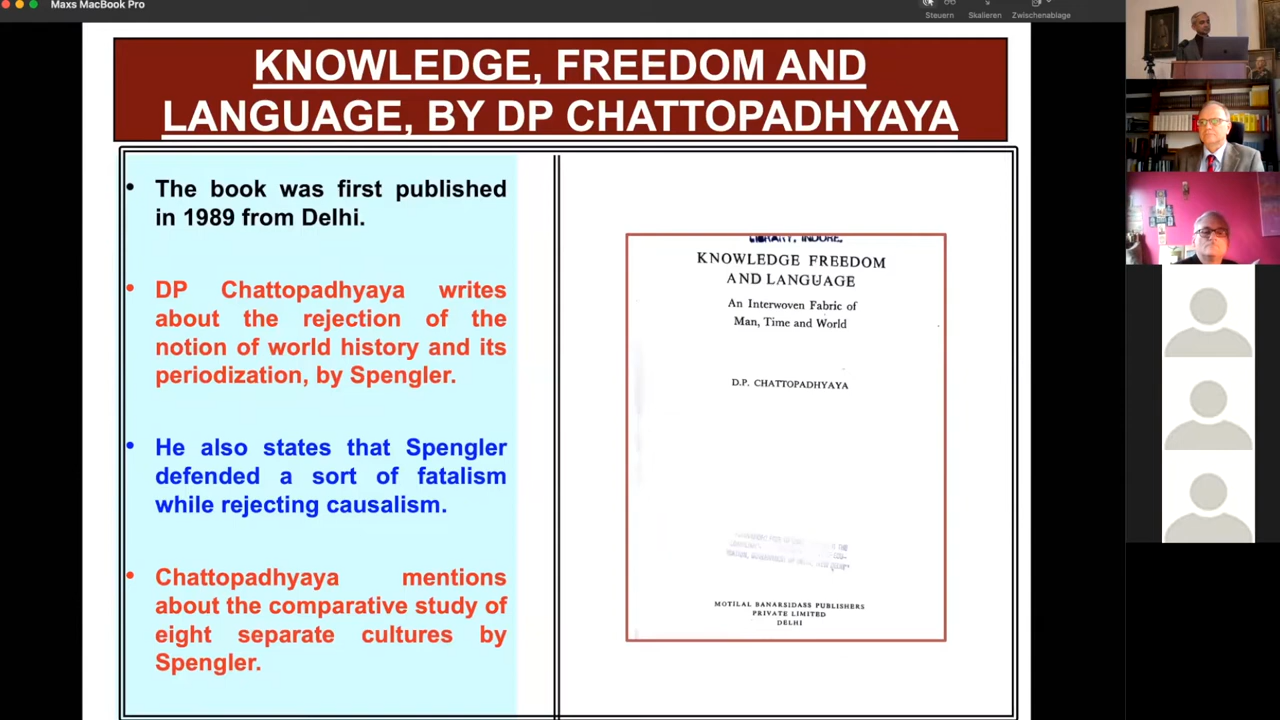 Maxs MacBook Pro
Steuern Skalieren Zwischenablage
KNOWLEDGE, FREEDOM AND
LANGUAGE, BY DP CHATTOPADHYAYA
• The book was first published
in 1989 from Delhi.
• DP Chattopadhyaya writes
about the rejection of the
notion of world history and its
periodization, by Spengler.
• He also states that Spengler
defended a sort of fatalism
while rejecting causalism.
• Chattopadhyaya mentions
about the comparative study of
eight separate cultures by
Spengler.
LIBRARY, INDORE.
KNOWLEDGE FREEDOM
AND LANGUAGE
An Interwoven Fabric of
Man, Time and World
D.P. CHATTOPADHYAYA
MOTILAL BANARSIDASS PUBLISHERS
PRIVATE LIMITED
DELHI